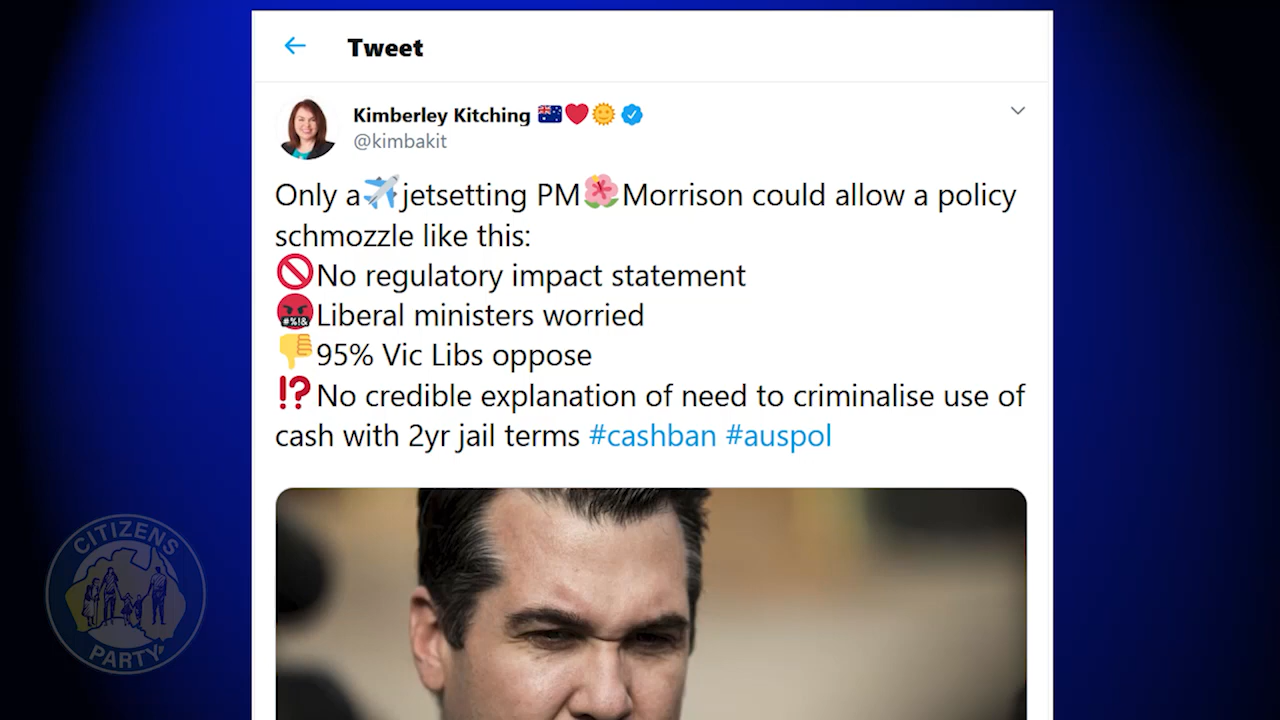 Tweet
Kimberley Kitching 🇦🇺❤️🌞
@kimbakit
Only a✈️jetsetting PM🌺Morrison could allow a policy
schmozzle like this:
🚫No regulatory impact statement
🤬Liberal ministers worried
👎95% Vic Libs oppose
⁉️No credible explanation of need to criminalise use of
cash with 2yr jail terms #cashban #auspol
CITIZENS
PARTY